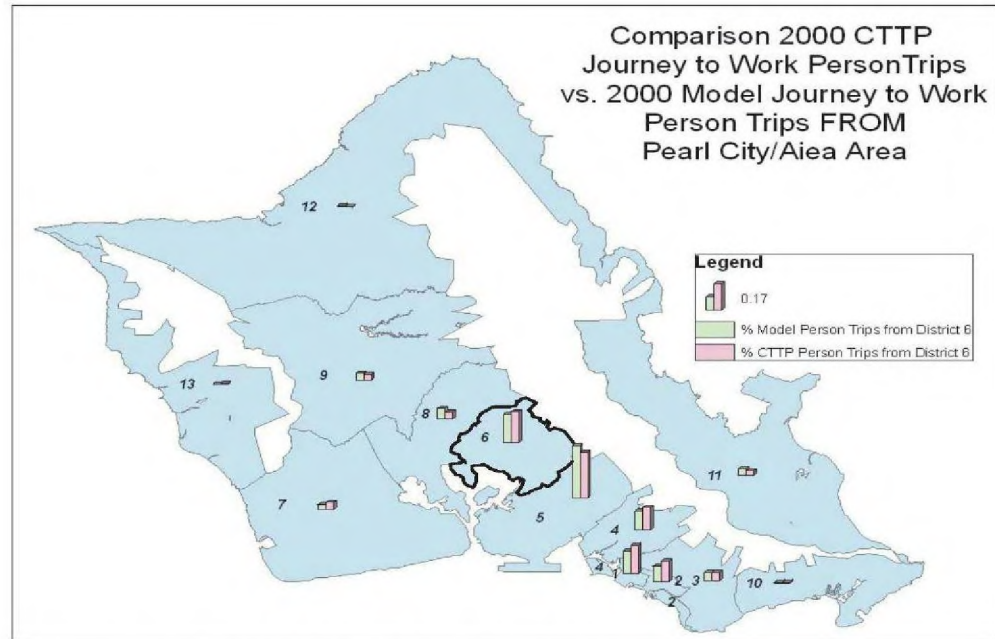 Comparison 2000 CTTP
Journey to Work PersonTrips
vs. 2000 Model Journey to Work
Person Trips FROM
Pearl City/Aiea Area
12
Legend
0.17
% Model Person Trips from District 6
% CTTP Person Trips from District 6
13
9
8
6
11
7
5
4
4
1
2
3
10
2